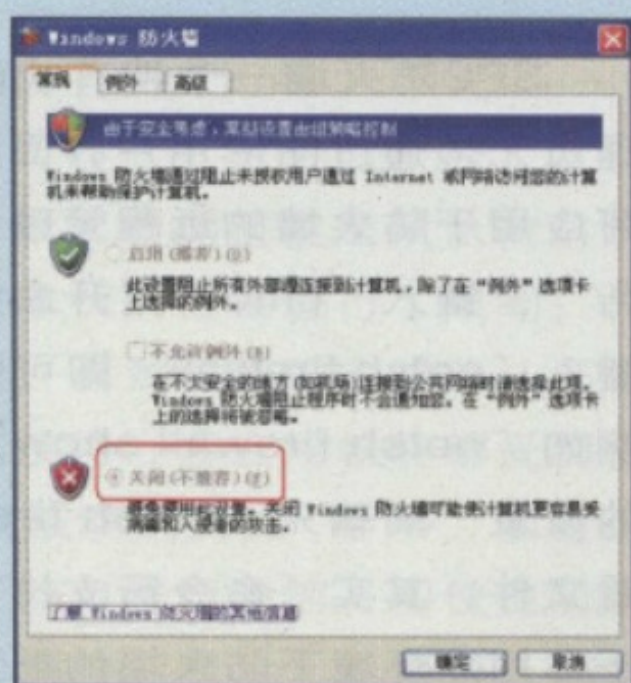 Windows 防火墙
常规 例外 高级
由于安全考虑，某些设置由组策略控制
Windows 防火墙通过阻止未授权用户通过 Internet 或网络访问您的计算
机来帮助保护计算机。
启用(推荐)(O)
此设置阻止所有外部源连接到计算机，除了在“例外”选项卡
上选择的例外。
不允许例外(N)
在不太安全的地方(如机场)连接到公共网络时请选择此项。
Windows 防火墙阻止程序时不会通知您。在“例外”选项卡
上的选择将被忽略。
关闭(不推荐)(F)
避免使用此设置。关闭 Windows 防火墙可能使计算机更容易受
病毒和入侵者的攻击。
了解 Windows 防火墙的其他信息
确定 取消